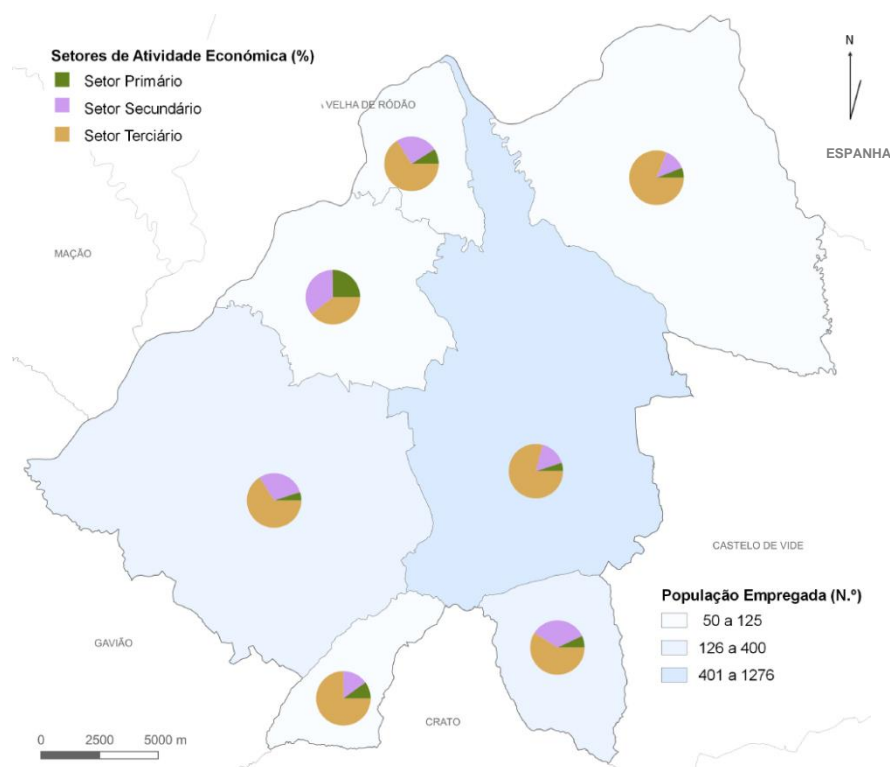 Setores de Atividade Económica (%)
Setor Primário
Setor Secundário
Setor Terciário
N
A VELHA DE RÓDÃO
ESPANHA
MAÇÃO
CASTELO DE VIDE
População Empregada (N.º)
50 a 125
126 a 400
401 a 1276
GAVIÃO
CRATO
0 2500 5000 m